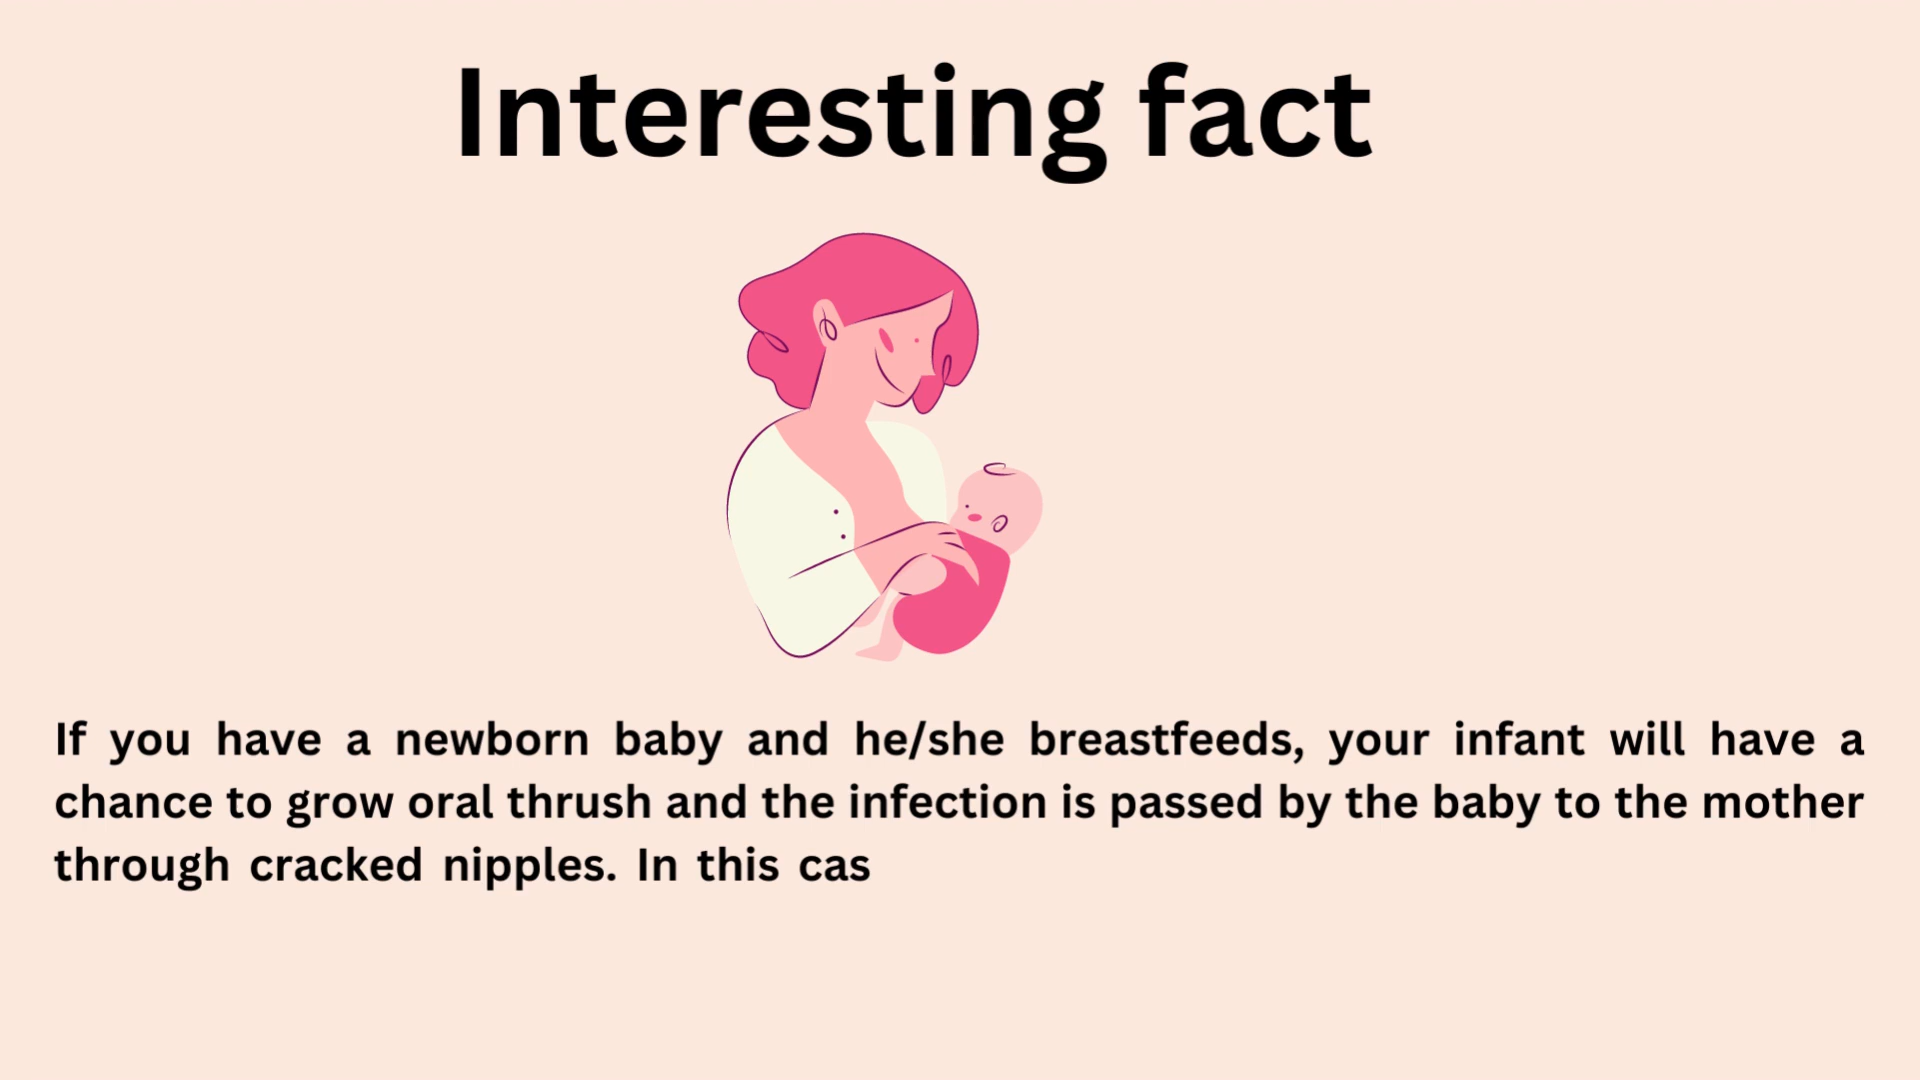 Interesting fact
If you have a newborn baby and he/she breastfeeds, your infant will have a
chance to grow oral thrush and the infection is passed by the baby to the mother
through cracked nipples. In this cas